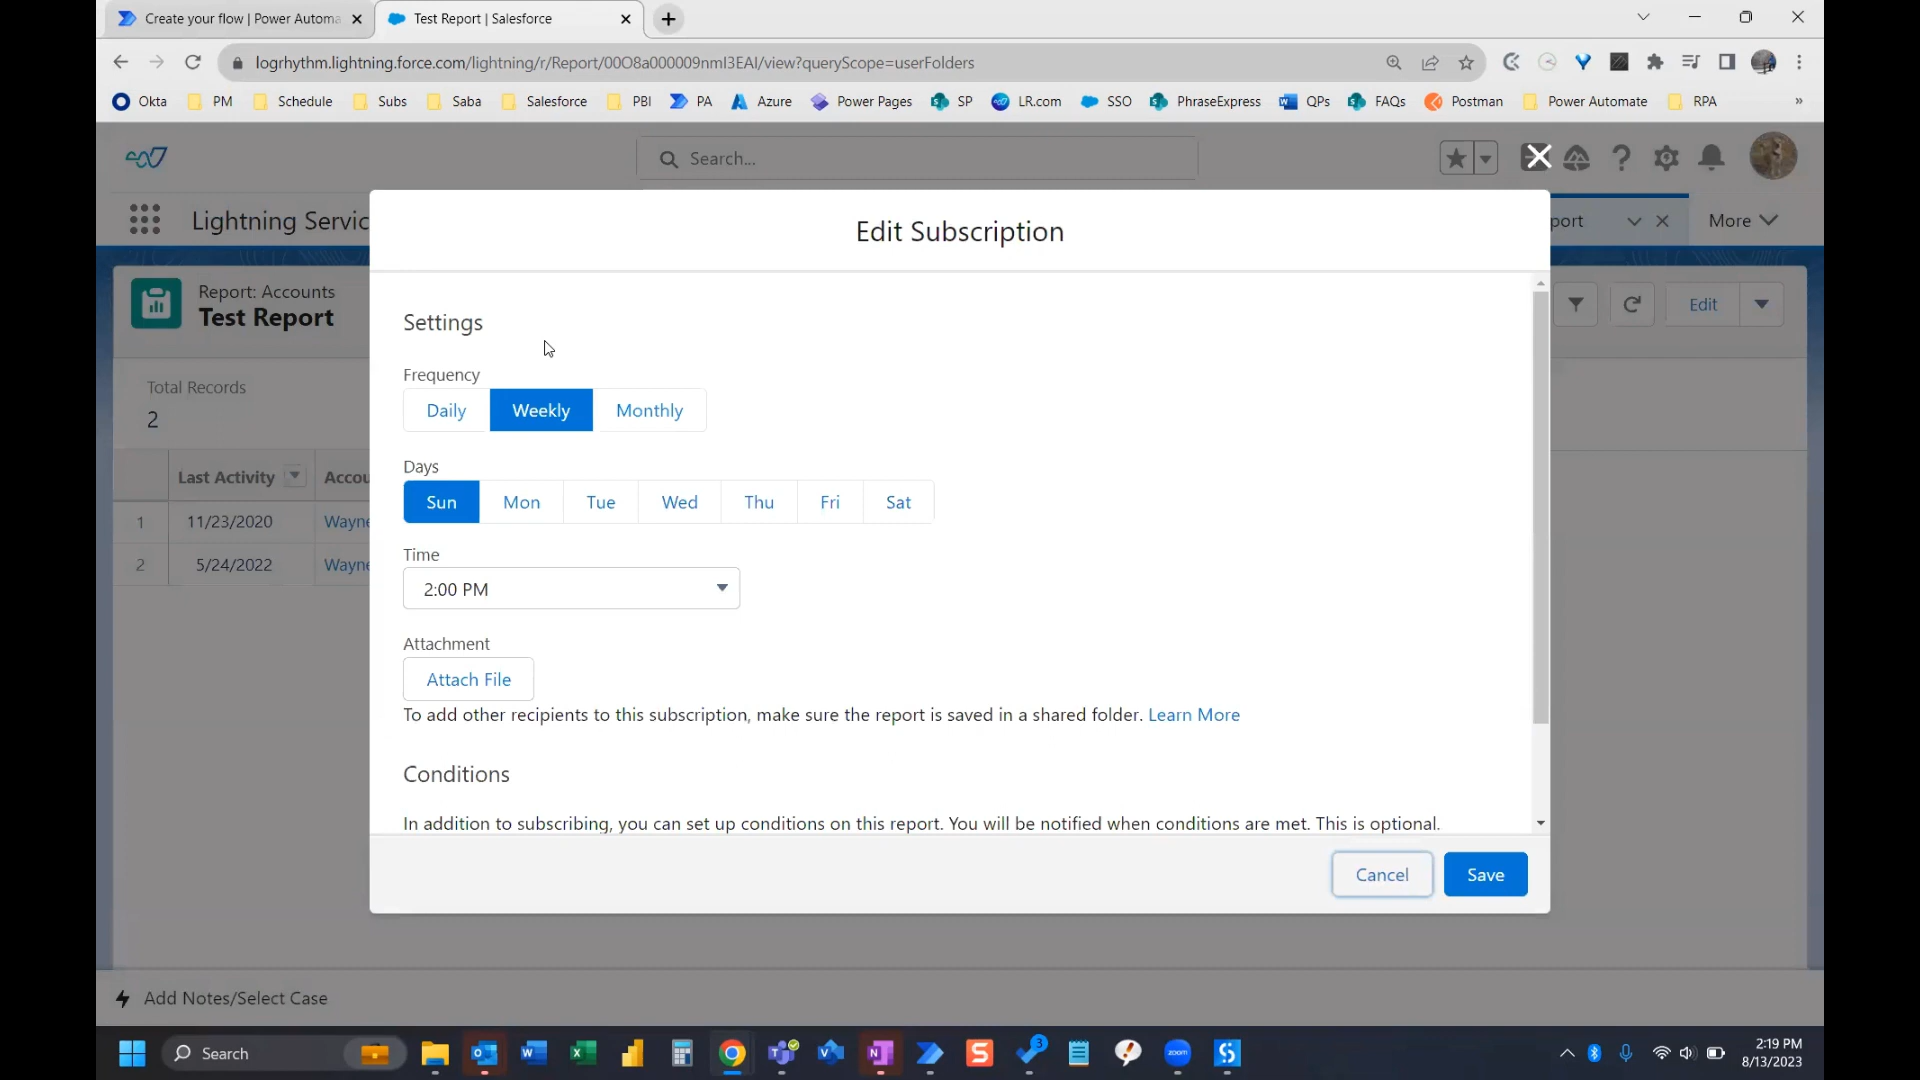 Create your flow | Power Automa
Test Report | Salesforce
logrhythm.lightning.force.com/lightning/r/Report/00O8a000009nmI3EAI/view?queryScope=userFolders
Okta PM Schedule Subs Saba Salesforce PBI PA Azure Power Pages SP LR.com SSO PhraseExpress QPs FAQs Postman Power Automate RPA »
Search...
Lightning Servic
port
More
Edit Subscription
Report: Accounts
Test Report
Edit
Total Records
2
Last Activity Accou
1 11/23/2020 Wayne
2 5/24/2022 Wayne
Settings
Frequency
Daily Weekly Monthly
Days
Sun Mon Tue Wed Thu Fri Sat
Time
2:00 PM
Attachment
Attach File
To add other recipients to this subscription, make sure the report is saved in a shared folder. Learn More
Conditions
In addition to subscribing, you can set up conditions on this report. You will be notified when conditions are met. This is optional.
Cancel Save
Add Notes/Select Case
Search
3
zoom
2:19 PM
8/13/2023